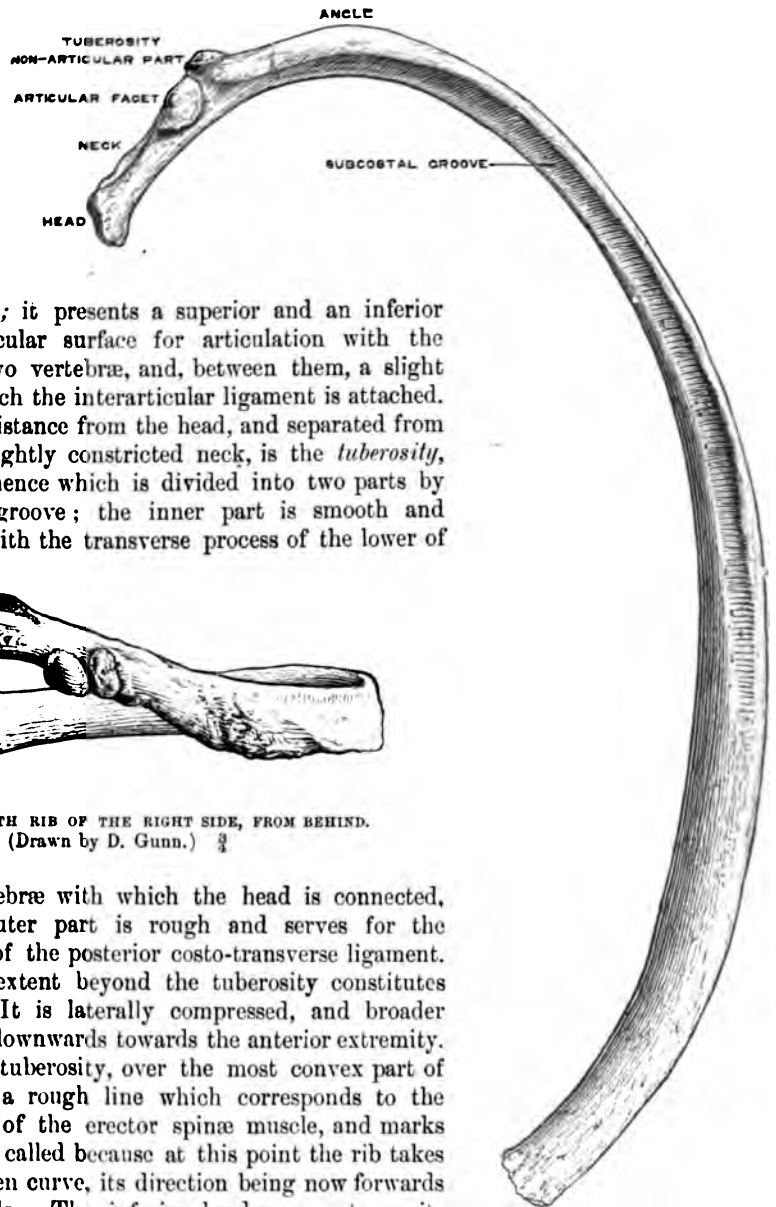 ANGLE
TUBEROSITY
NON-ARTICULAR PART
ARTICULAR FACET
NECK
SUBCOSTAL GROOVE
HEAD
; it presents a superior and an inferior
cular surface for articulation with the
vo vertebræ, and, between them, a slight
ch the interarticular ligament is attached.
istance from the head, and separated from
ghtly constricted neck, is the tuberosity,
nence which is divided into two parts by
groove ; the inner part is smooth and
ith the transverse process of the lower of
TH RIB OF THE RIGHT SIDE, FROM BEHIND.
(Drawn by D. Gunn.) ¾
ebræ with which the head is connected,
uter part is rough and serves for the
of the posterior costo-transverse ligament.
extent beyond the tuberosity constitutes
It is laterally compressed, and broader
downwards towards the anterior extremity.
tuberosity, over the most convex part of
a rough line which corresponds to the
of the erector spinæ muscle, and marks
called because at this point the rib takes
en curve, its direction being now forwards